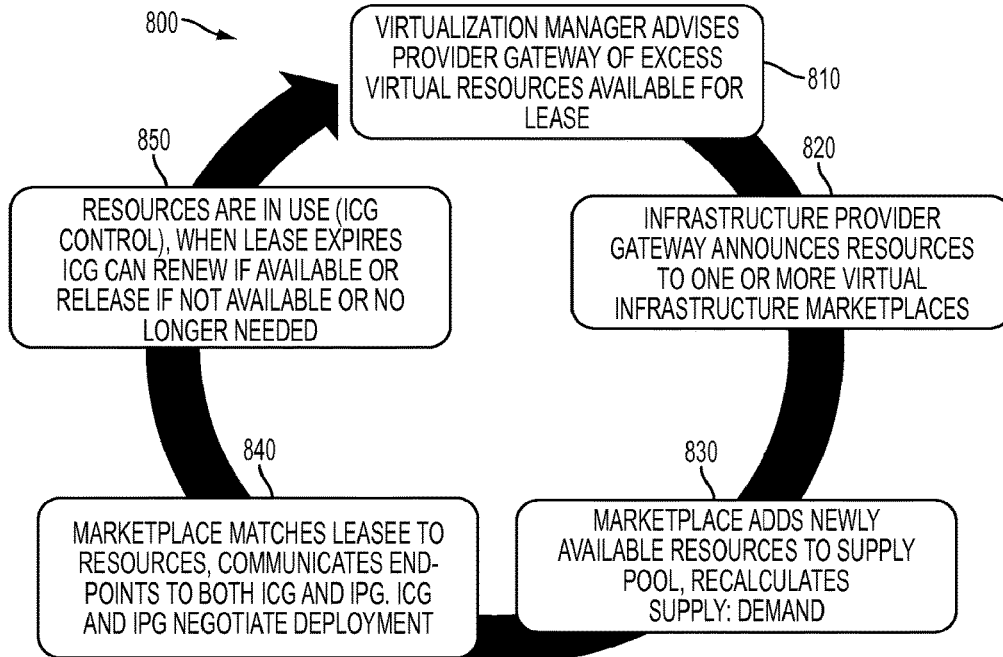 800
VIRTUALIZATION MANAGER ADVISES
PROVIDER GATEWAY OF EXCESS
VIRTUAL RESOURCES AVAILABLE FOR
LEASE
810
820
INFRASTRUCTURE PROVIDER
GATEWAY ANNOUNCES RESOURCES
TO ONE OR MORE VIRTUAL
INFRASTRUCTURE MARKETPLACES
830
MARKETPLACE ADDS NEWLY
AVAILABLE RESOURCES TO SUPPLY
POOL, RECALCULATES
SUPPLY: DEMAND
840
MARKETPLACE MATCHES LEASEE TO
RESOURCES, COMMUNICATES END-
POINTS TO BOTH ICG AND IPG. ICG
AND IPG NEGOTIATE DEPLOYMENT
850
RESOURCES ARE IN USE (ICG
CONTROL), WHEN LEASE EXPIRES
ICG CAN RENEW IF AVAILABLE OR
RELEASE IF NOT AVAILABLE OR NO
LONGER NEEDED